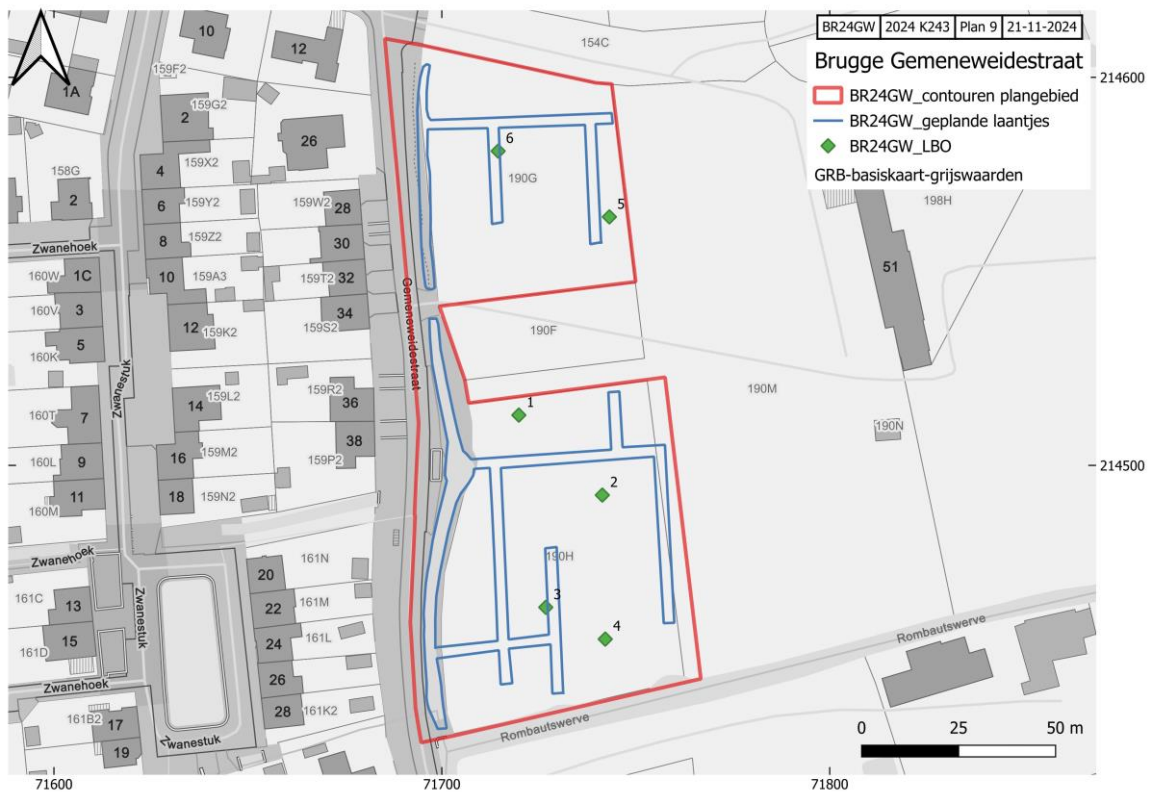 BR24GW 2024 K243 Plan 9 21-11-2024
Brugge Gemeneweidestraat
BR24GW_contouren plangebied
BR24GW_geplande laantjes
BR24GW_LBO
GRB-basiskaart-grijswaarden
10
12
154C
214600
159F2
1A
2
159G2
26
6
190G
158G
4
159X2
2
6
159Y2
159W2
28
5
198H
Zwanehoek
8
159Z2
30
51
160W
1C
10
159A3
159T2
32
160V
3
12
159K2
159S2
34
Gemeneweidestraat
190F
160K
5
Zwanestuk
190M
160T
7
14
159L2
159R2
36
1
190N
160L
9
16
159M2
159P2
38
214500
160M
11
18
159N2
2
Zwanehoek
20
161N
190H
161C
13
Zwanestuk
22
161M
3
161D
15
24
161L
4
Rombautswerve
Zwanehoek
26
161B2
17
28
161K2
Rombautswerve
19
Zwanestuk
0 25 50 m
71600
71700
71800